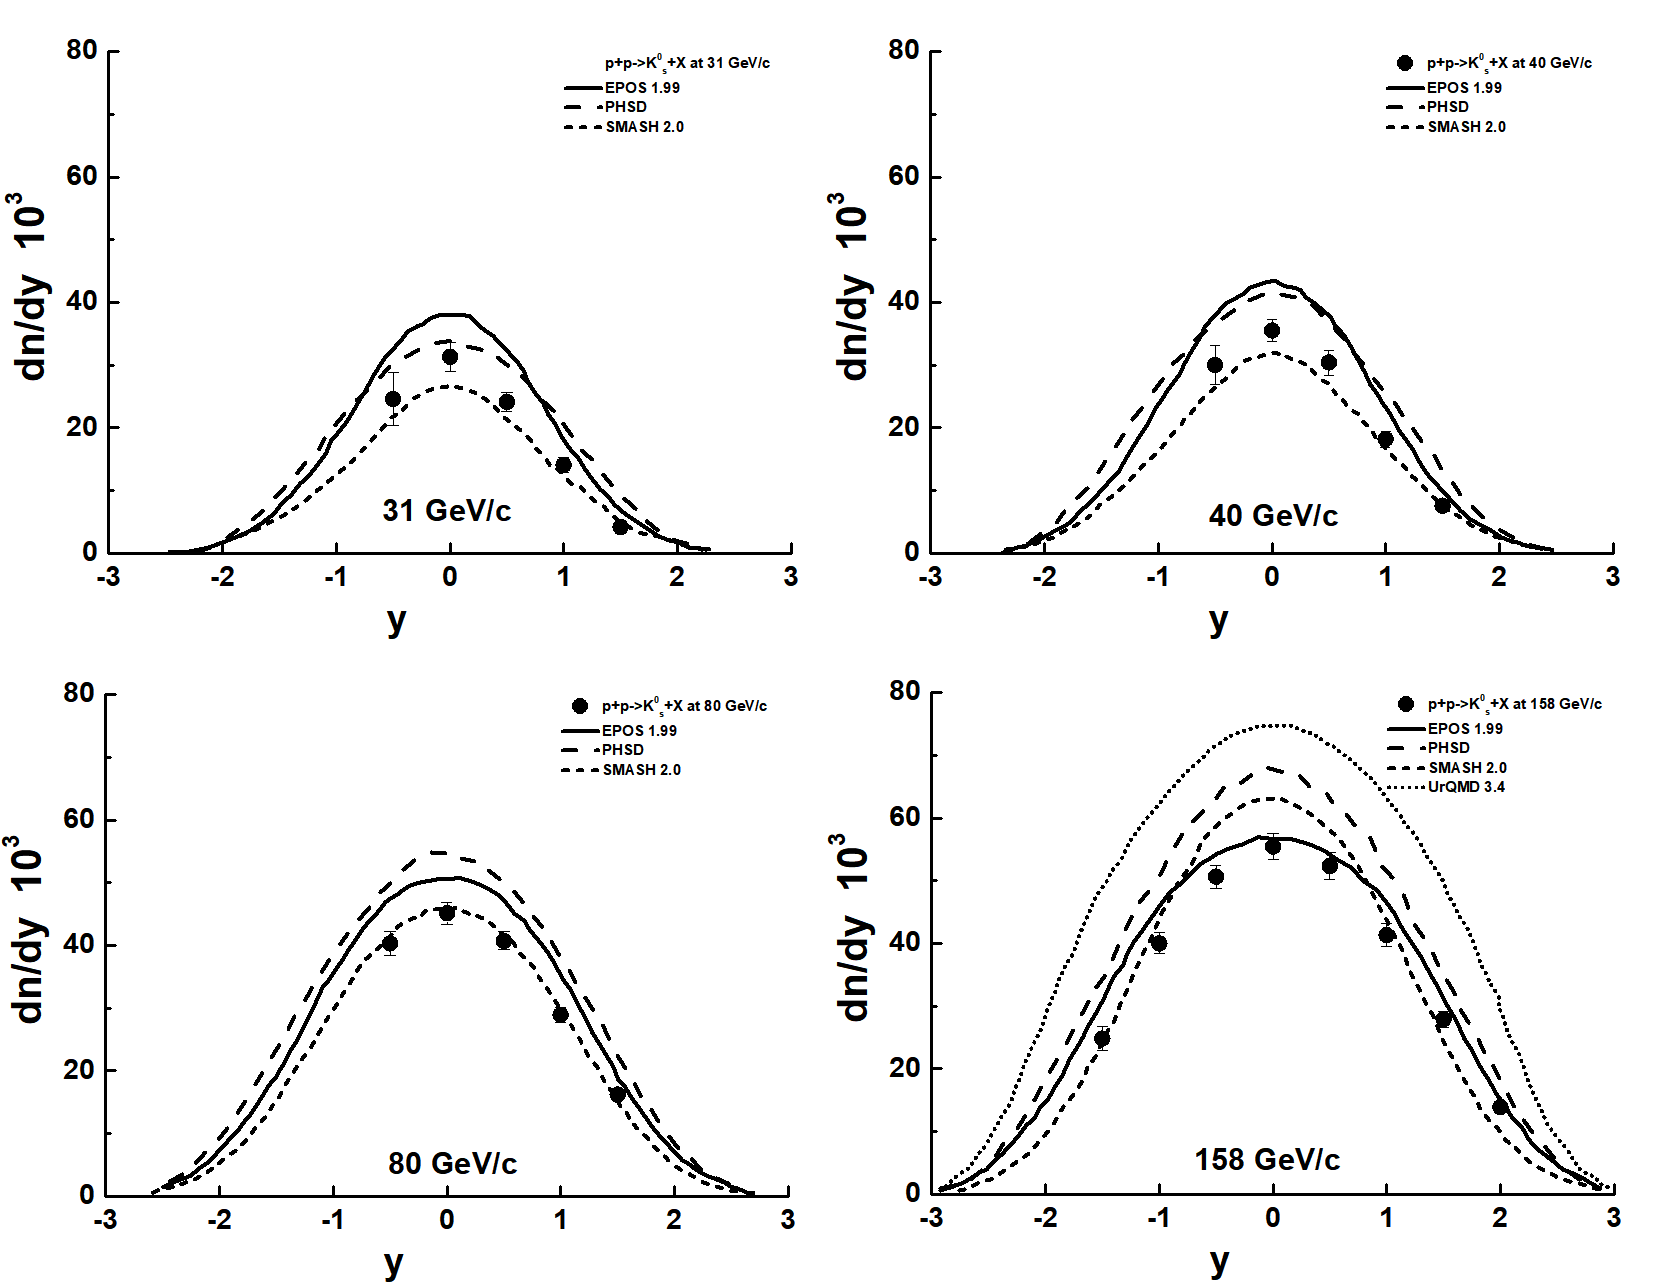 80
60
40
20
0
-3 -2 -1 0 1 2 3
dn/dy 10³
y
p+p->K⁰ₛ+X at 31 GeV/c
EPOS 1.99
PHSD
SMASH 2.0
31 GeV/c
80
60
40
20
0
-3 -2 -1 0 1 2 3
dn/dy 10³
y
p+p->K⁰ₛ+X at 40 GeV/c
EPOS 1.99
PHSD
SMASH 2.0
40 GeV/c
80
60
40
20
0
-3 -2 -1 0 1 2 3
dn/dy 10³
y
p+p->K⁰ₛ+X at 80 GeV/c
EPOS 1.99
PHSD
SMASH 2.0
80 GeV/c
80
60
40
20
0
-3 -2 -1 0 1 2 3
dn/dy 10³
y
p+p->K⁰ₛ+X at 158 GeV/c
EPOS 1.99
PHSD
SMASH 2.0
UrQMD 3.4
158 GeV/c